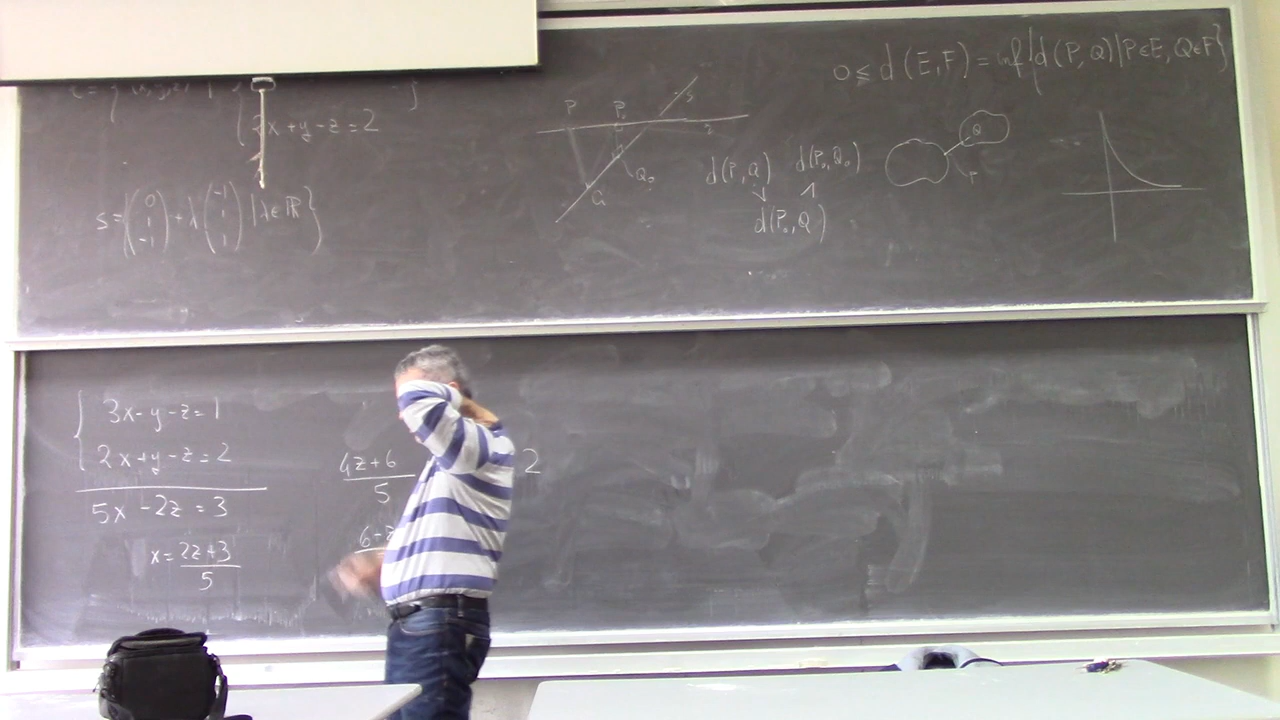 0 ≤ d (E, F) = inf { d (P, Q) | P ∈ E, Q ∈ F }
x + y - z = 2
s = { ( 0 1 -1 ) + λ ( -1 1 1 ) | λ ∈ ℝ }
P P₀ s
Q Q₀
d(P, Q) d(P₀, Q₀)
d(P₀, Q)
Q
P
3x - y - z = 1
2x + y - z = 2
5x - 2z = 3
x = 2z + 3 / 5
4z + 6 / 5
2